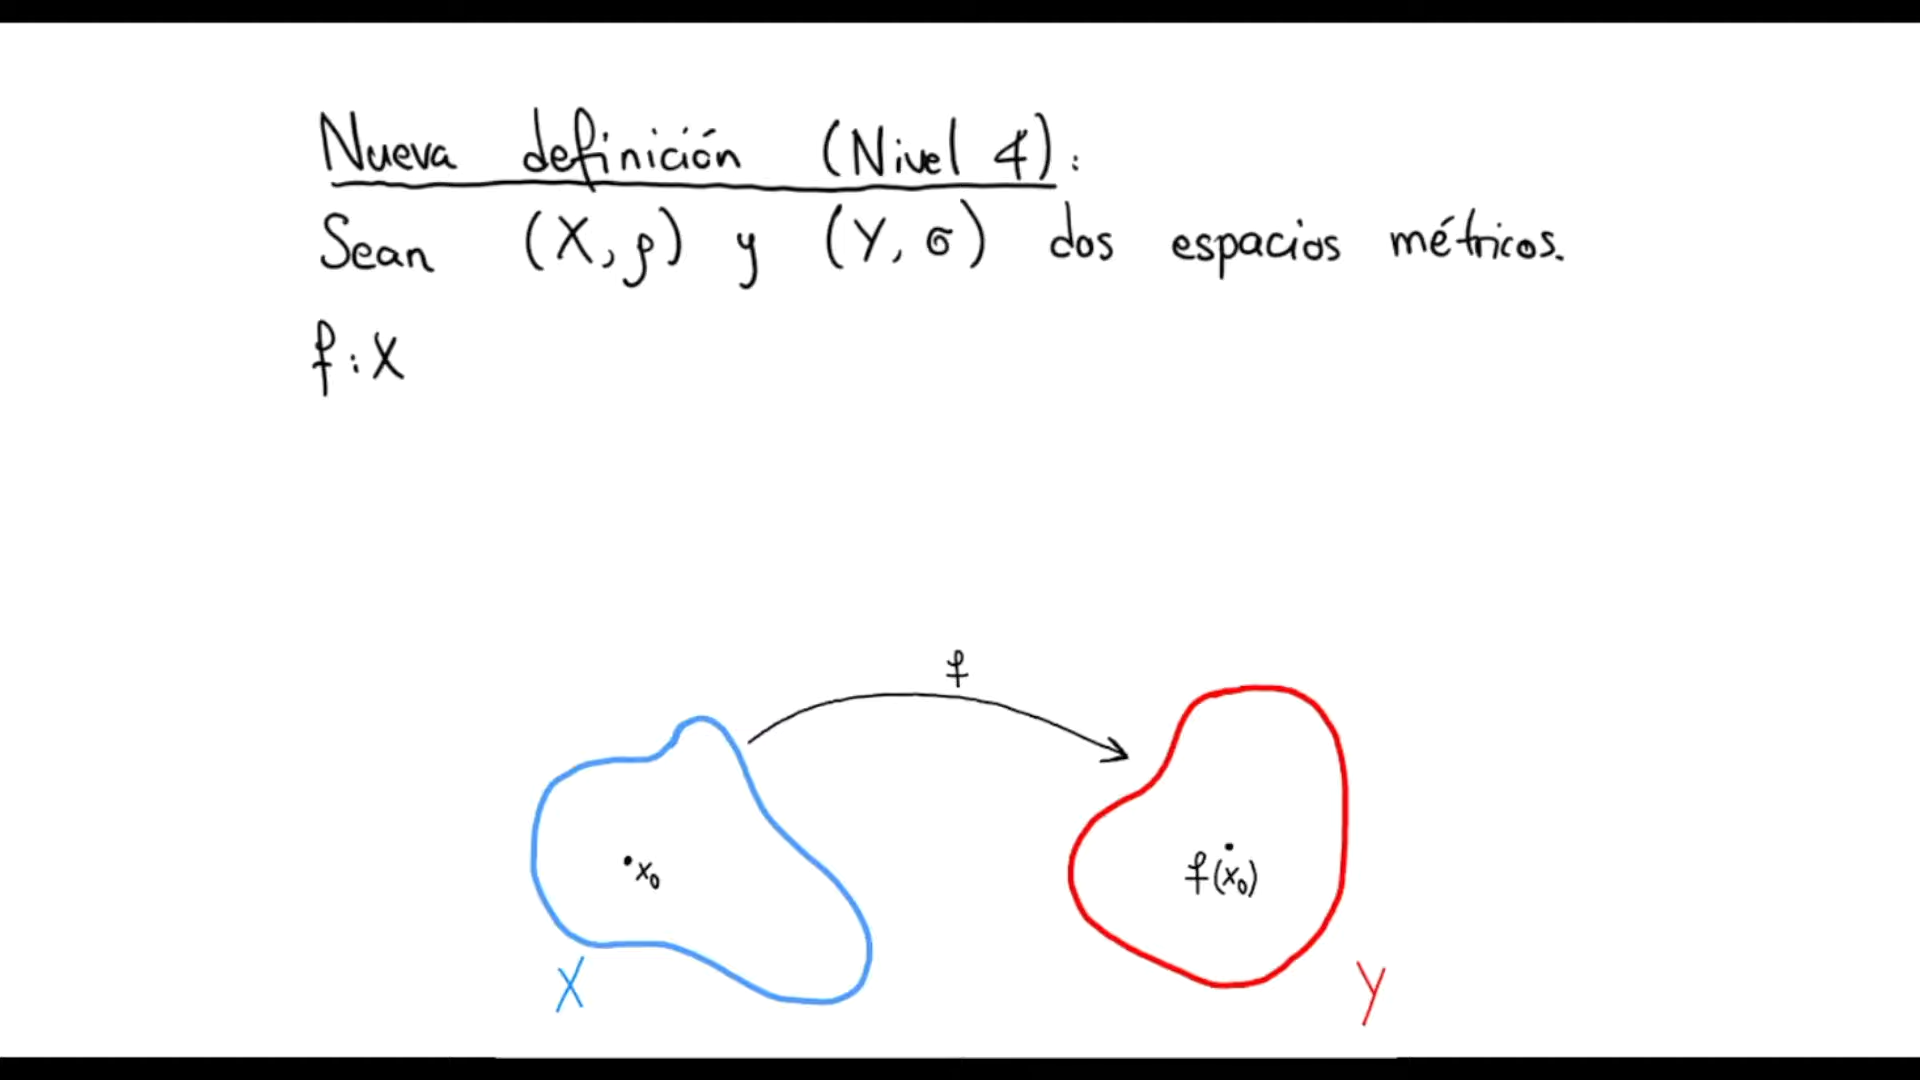 Nueva definición (Nivel 4):
Sean (X, ρ) y (Y, σ) dos espacios métricos.
f: X
f
x₀
f(x₀)
X
Y